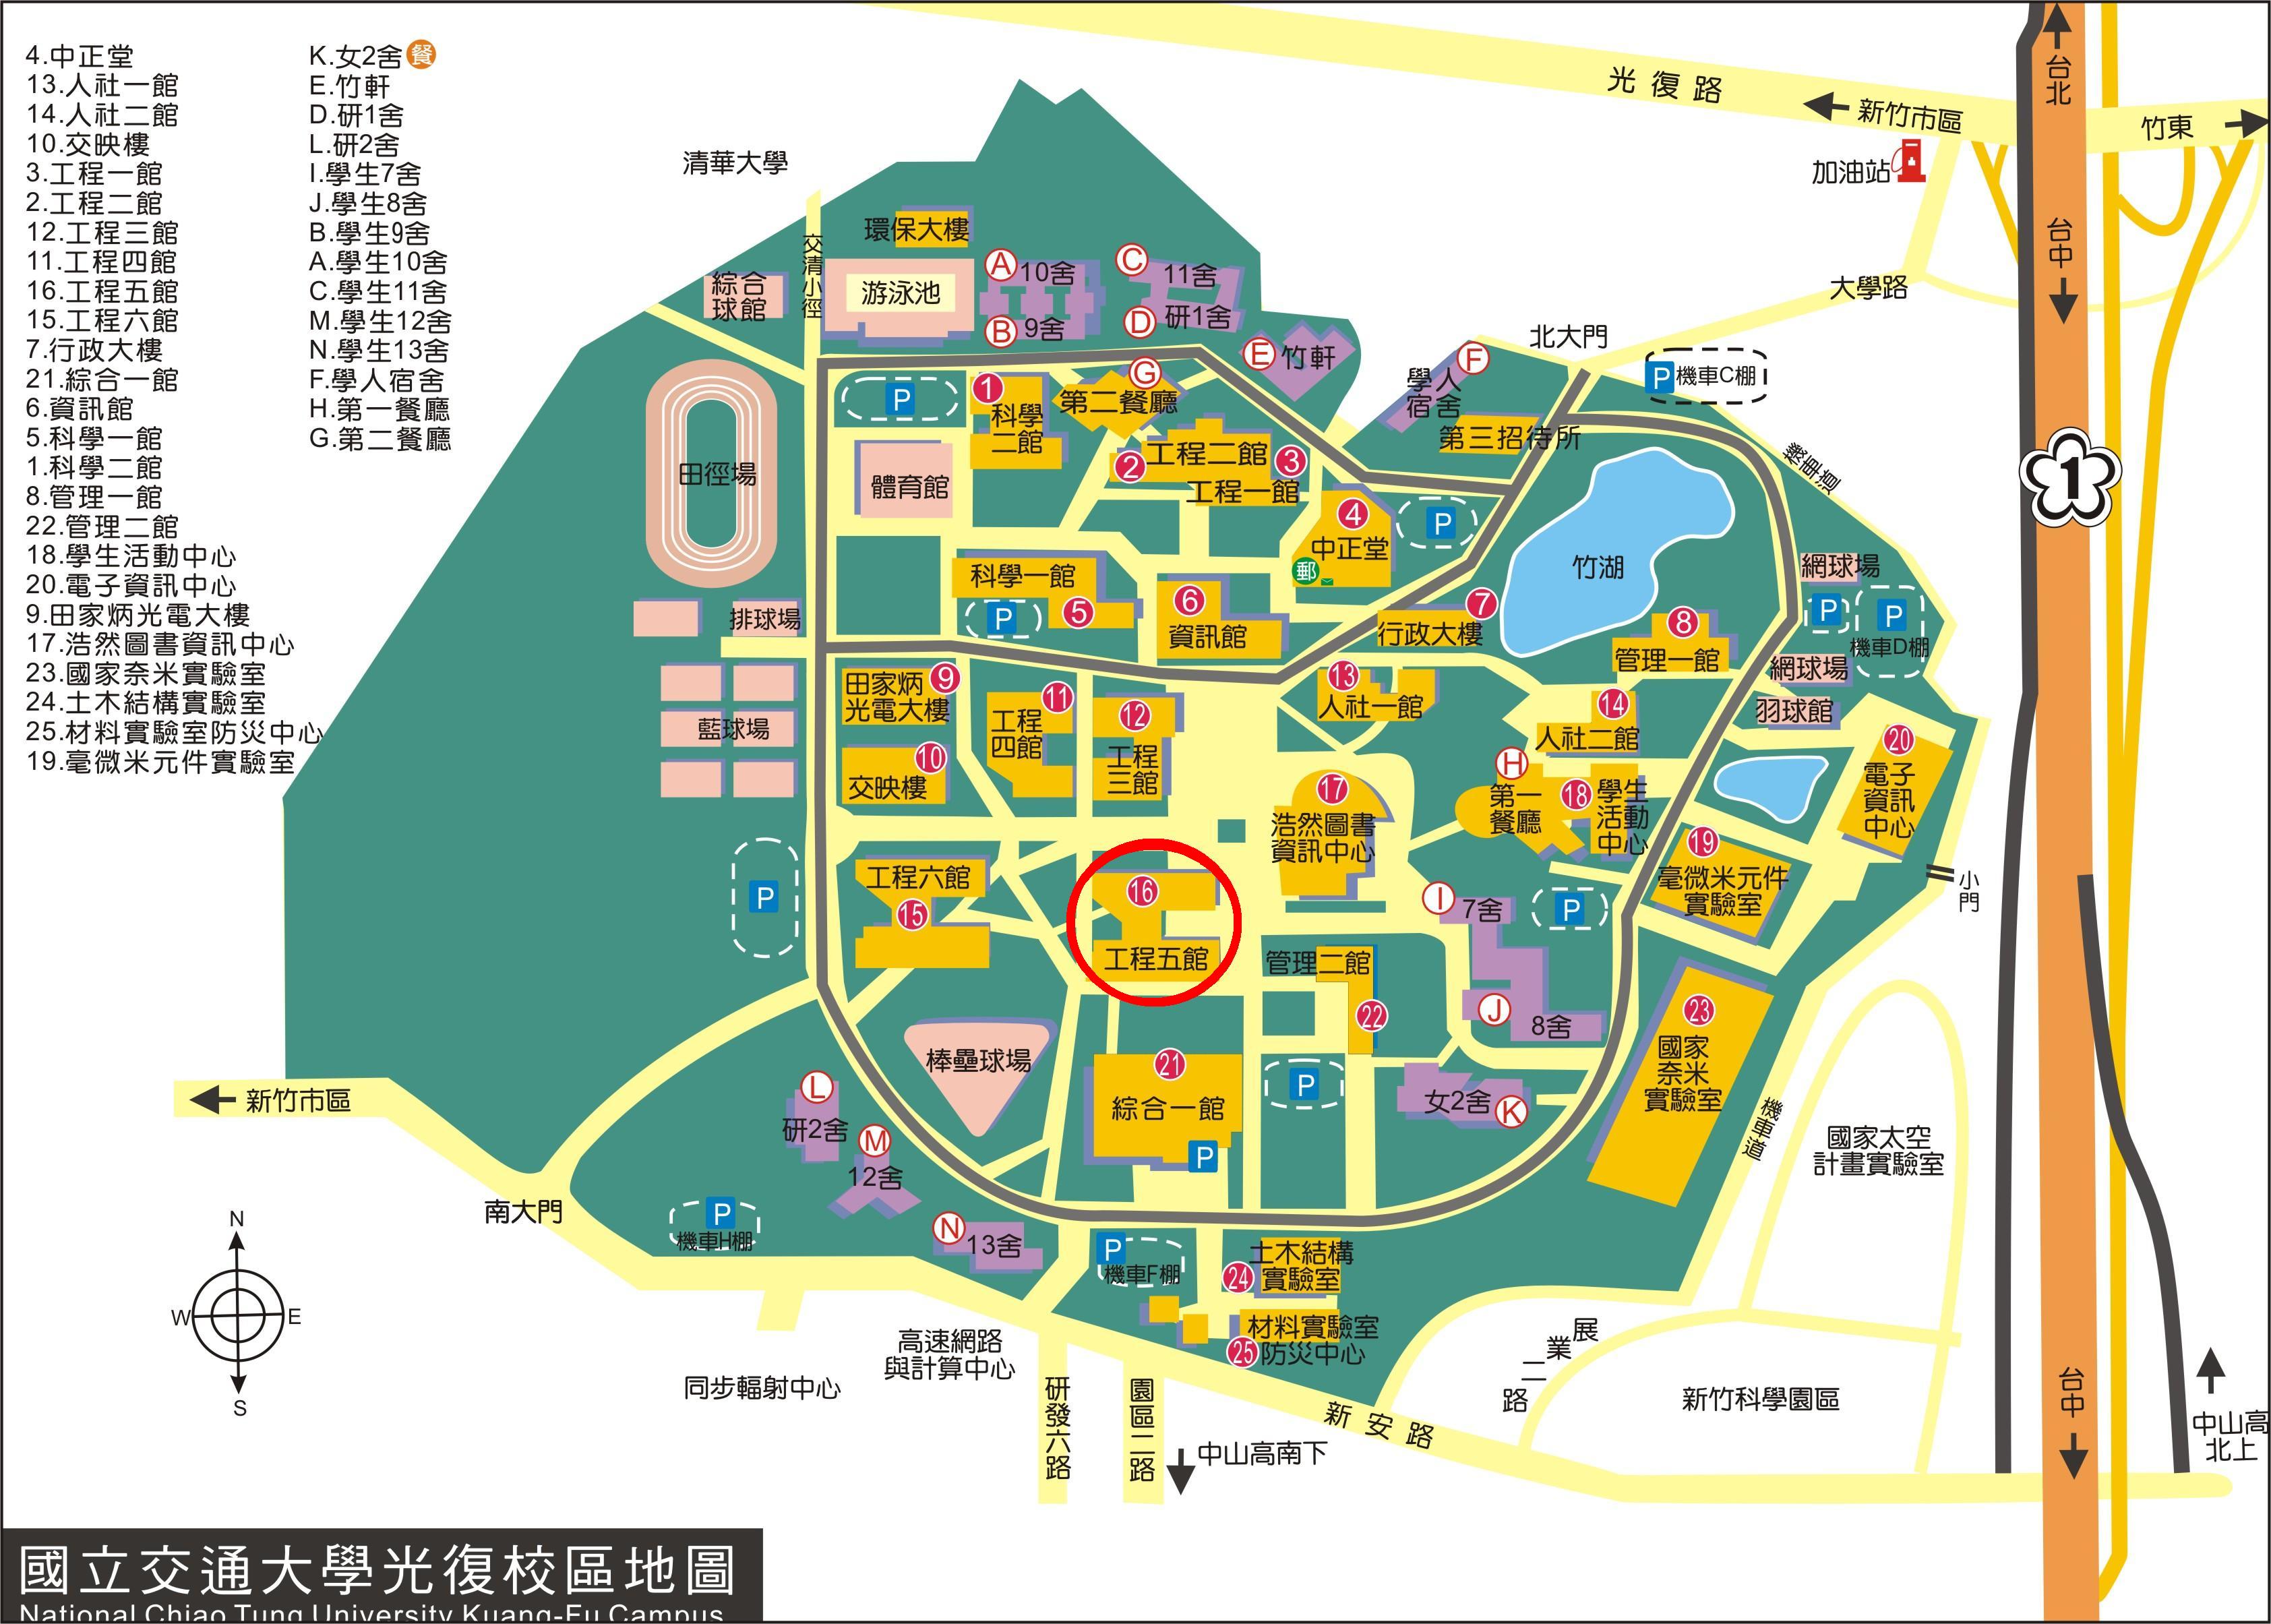 4.中正堂
13.人社一館
14.人社二館
10.交映樓
3.工程一館
2.工程二館
12.工程三館
11.工程四館
16.工程五館
15.工程六館
7.行政大樓
21.綜合一館
6.資訊館
5.科學一館
1.科學二館
8.管理一館
22.管理二館
18.學生活動中心
20.電子資訊中心
9.田家炳光電大樓
17.浩然圖書資訊中心
23.國家奈米實驗室
24.土木結構實驗室
25.材料實驗室防災中心
19.毫微米元件實驗室
K.女2舍 餐
E.竹軒
D.研1舍
L.研2舍
I.學生7舍
J.學生8舍
B.學生9舍
A.學生10舍
C.學生11舍
M.學生12舍
N.學生13舍
F.學人宿舍
H.第一餐廳
G.第二餐廳
光復路
新竹市區
竹東
台北
台中
1
加油站
大學路
清華大學
交清小徑
環保大樓
綜合
球館
游泳池
A 10舍
B 9舍
C 11舍
D 研1舍
E 竹軒
F
學人
宿舍
北大門
P 機車C棚
機車道
第三招待所
P
1
科學
二館
G
第二餐廳
工程二館
2
3
工程一館
田徑場
體育館
4
中正堂
郵
P
竹湖
網球場
P
P
機車D棚
網球場
羽球館
科學一館
P
5
6
資訊館
7
行政大樓
8
管理一館
排球場
籃球場
田家炳
光電大樓
9
10
交映樓
11
工程
四館
12
工程
三館
13
人社一館
14
人社二館
17
浩然圖書
資訊中心
H
第一
餐廳
18
學生
活動
中心
20
電子
資訊
中心
19
毫微米元件
實驗室
小門
P
工程六館
15
16
工程五館
I 7舍
P
管理二館
22
J
8舍
23
國家
奈米
實驗室
棒壘球場
21
綜合一館
P
P
女2舍 K
機車道
國家太空
計畫實驗室
新竹市區
L
研2舍
M
12舍
南大門
P
機車H棚
N 13舍
P
機車F棚
土木結構
24 實驗室
材料實驗室
25 防災中心
N
W
E
S
高速網路
與計算中心
同步輻射中心
研發六路
園區二路
中山高南下
新安路
展業二路
新竹科學園區
台中
中山高
北上
國立交通大學光復校區地圖
National Chiao Tung University Kuang-Fu Campus